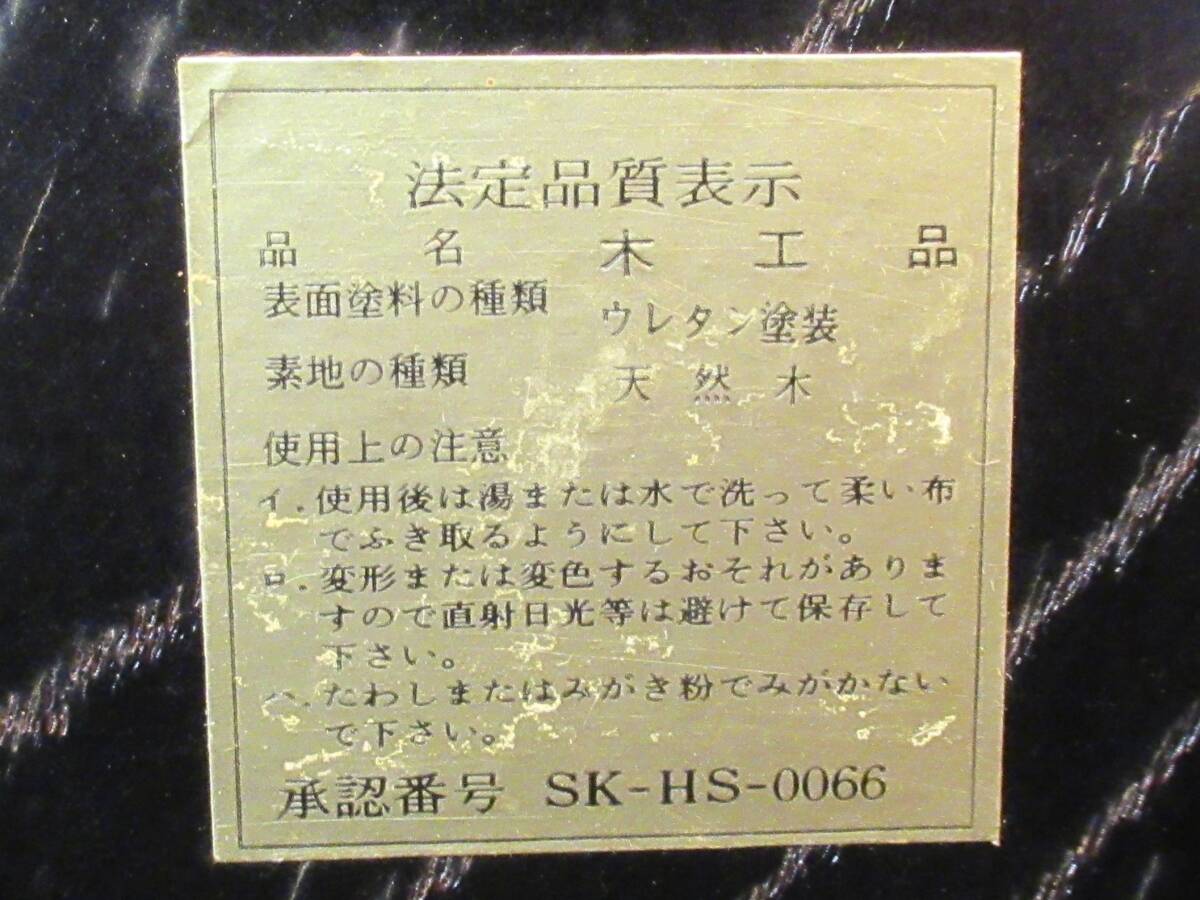 法定品質表示
品名 木工品
表面塗料の種類 ウレタン塗装
素地の種類 天然木
使用上の注意
イ.使用後は湯または水で洗って柔い布
でふき取るようにして下さい。
ロ.変形または変色するおそれがありま
すので直射日光等は避けて保存して
下さい。
ハ.たわしまたはみがき粉でみがかない
で下さい。
承認番号 SK-HS-0066